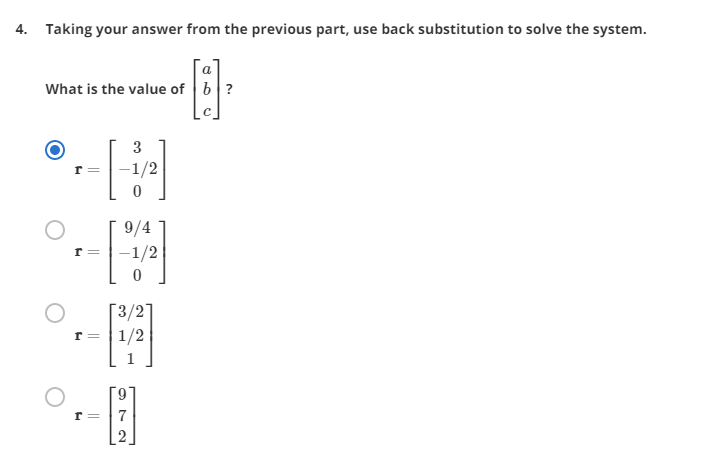 4. Taking your answer from the previous part, use back substitution to solve the system.
What is the value of [a b c] ?
r = [3 −1/2 0]
r = [9/4 −1/2 0]
r = [3/2 1/2 1]
r = [9 7 2]